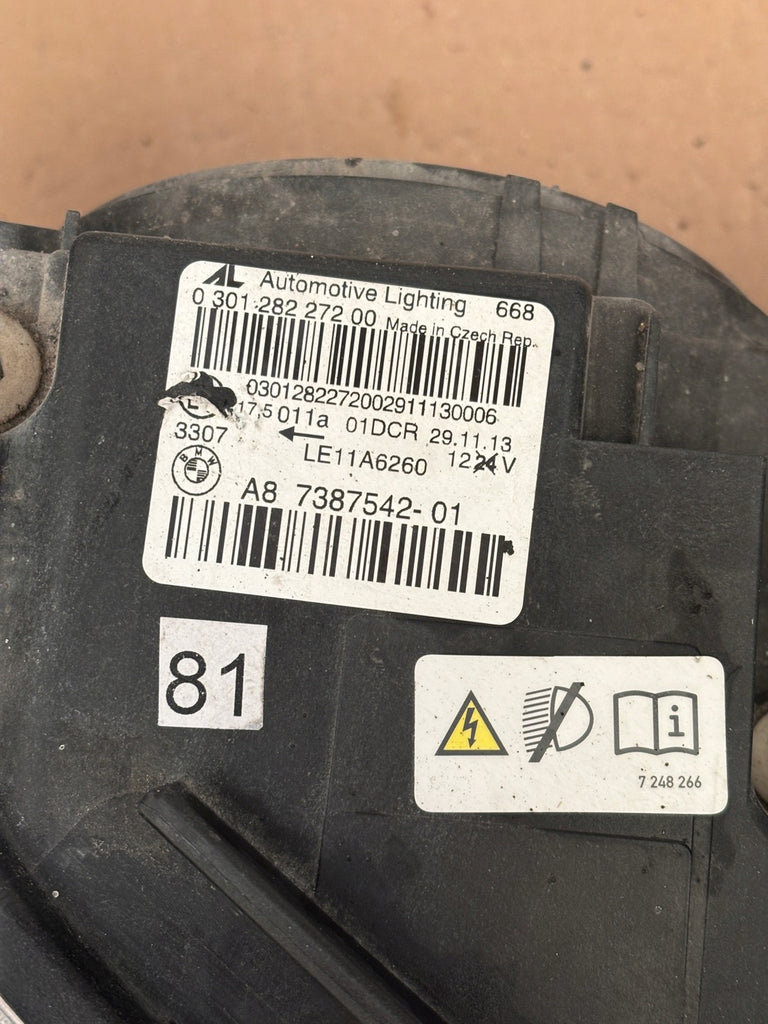 AL Automotive Lighting 668
0 301 282 272 00 Made in Czech Rep.
0301282272002911130006
17,5 011a 01DCR 29.11.13
3307 LE11A6260 12 24 V
BMW
A8 7387542-01
81
i
7 248 266